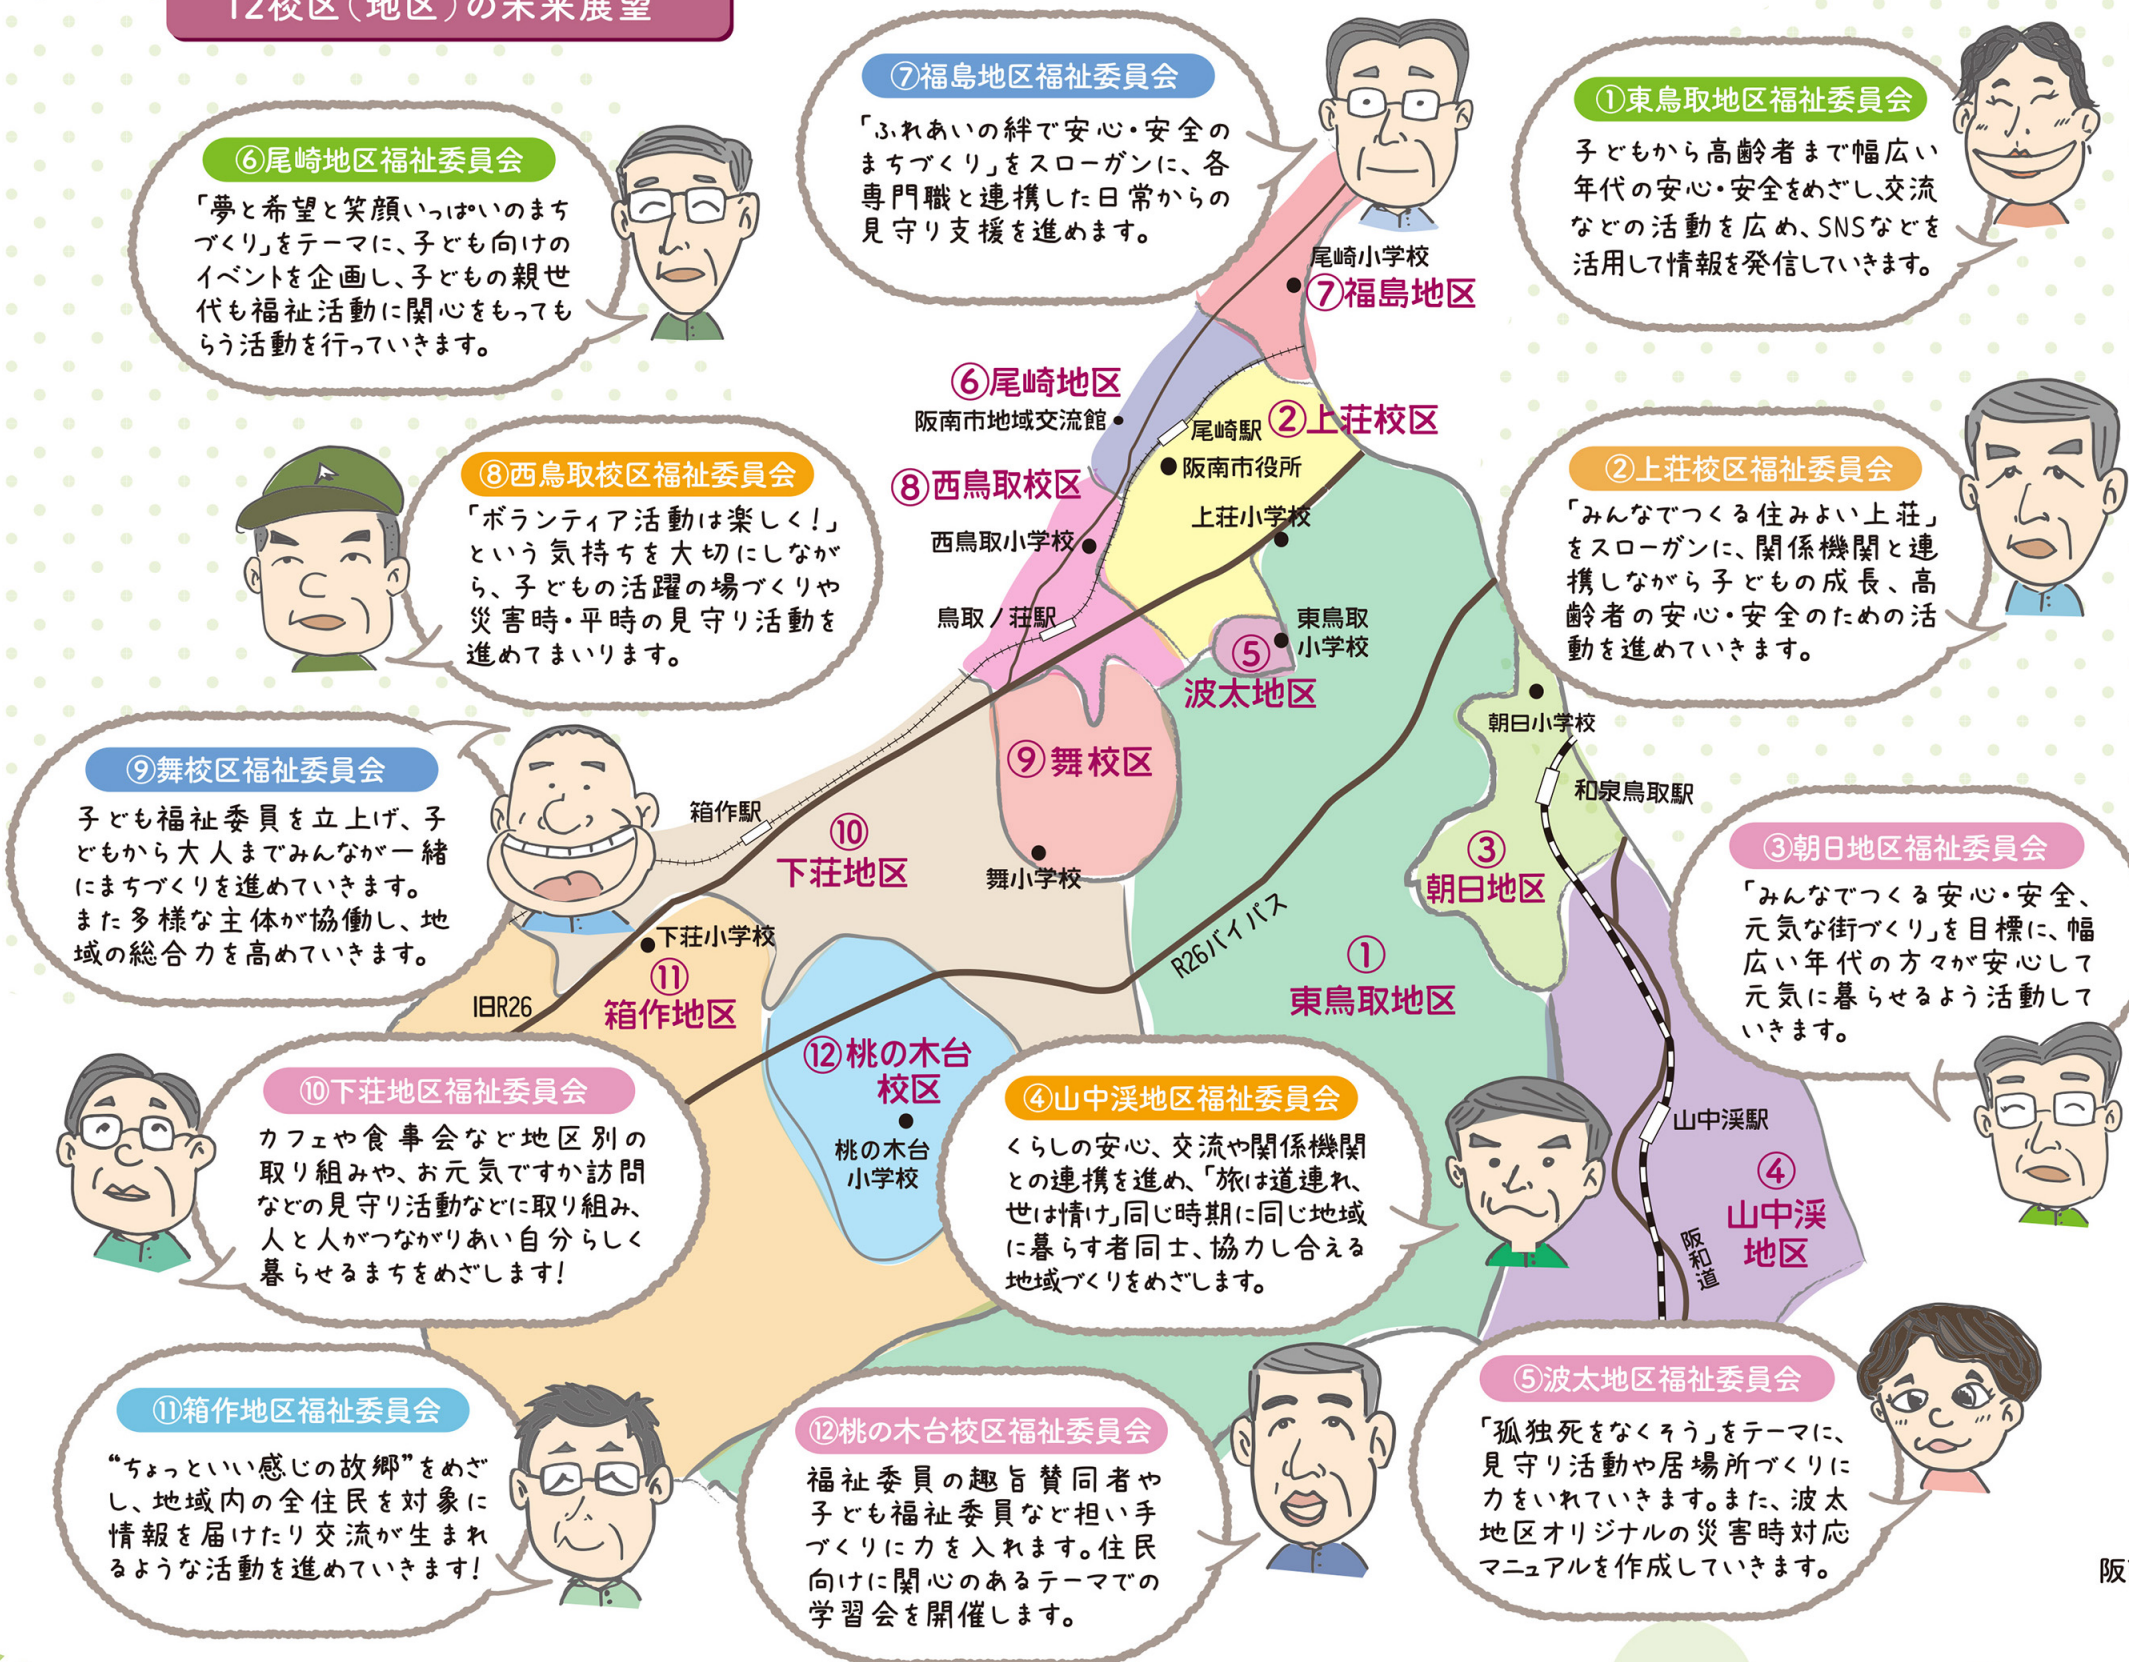 12校区（地区）の未来展望
⑦福島地区福祉委員会
「ふれあいの絆で安心・安全の
まちづくり」をスローガンに、各
専門職と連携した日常からの
見守り支援を進めます。
①東鳥取地区福祉委員会
子どもから高齢者まで幅広い
年代の安心・安全をめざし、交流
などの活動を広め、SNSなどを
活用して情報を発信していきます。
⑥尾崎地区福祉委員会
「夢と希望と笑顔いっぱいのまち
づくり」をテーマに、子ども向けの
イベントを企画し、子どもの親世
代も福祉活動に関心をもっても
らう活動を行っていきます。
⑧西鳥取校区福祉委員会
「ボランティア活動は楽しく！」
という気持ちを大切にしなが
ら、子どもの活躍の場づくりや
災害時・平時の見守り活動を
進めてまいります。
②上荘校区福祉委員会
「みんなでつくる住みよい上荘」
をスローガンに、関係機関と連
携しながら子どもの成長、高
齢者の安心・安全のための活
動を進めていきます。
尾崎小学校
⑦福島地区
⑥尾崎地区
阪南市地域交流館
尾崎駅
②上荘校区
阪南市役所
⑧西鳥取校区
上荘小学校
西鳥取小学校
鳥取ノ荘駅
東鳥取
小学校
⑤
波太地区
朝日小学校
⑨舞校区
和泉鳥取駅
箱作駅
⑩
下荘地区
舞小学校
③
朝日地区
R26バイパス
下荘小学校
⑪
箱作地区
旧R26
①
東鳥取地区
⑫桃の木台
校区
桃の木台
小学校
山中渓駅
④
山中渓
地区
阪和道
⑨舞校区福祉委員会
子ども福祉委員を立上げ、子
どもから大人までみんなが一緒
にまちづくりを進めていきます。
また多様な主体が協働し、地
域の総合力を高めていきます。
③朝日地区福祉委員会
「みんなでつくる安心・安全、
元気な街づくり」を目標に、幅
広い年代の方々が安心して
元気に暮らせるよう活動して
いきます。
⑩下荘地区福祉委員会
カフェや食事会など地区別の
取り組みや、お元気ですか訪問
などの見守り活動などに取り組み、
人と人がつながりあい自分らしく
暮らせるまちをめざします！
④山中渓地区福祉委員会
くらしの安心、交流や関係機関
との連携を進め、「旅は道連れ、
世は情け」同じ時期に同じ地域
に暮らす者同士、協力し合える
地域づくりをめざします。
⑪箱作地区福祉委員会
“ちょっといい感じの故郷”をめざ
し、地域内の全住民を対象に
情報を届けたり交流が生まれ
るような活動を進めていきます！
⑫桃の木台校区福祉委員会
福祉委員の趣旨賛同者や
子ども福祉委員など担い手
づくりに力を入れます。住民
向けに関心のあるテーマでの
学習会を開催します。
⑤波太地区福祉委員会
「孤独死をなくそう」をテーマに、
見守り活動や居場所づくりに
力をいれていきます。また、波太
地区オリジナルの災害時対応
マニュアルを作成していきます。
阪